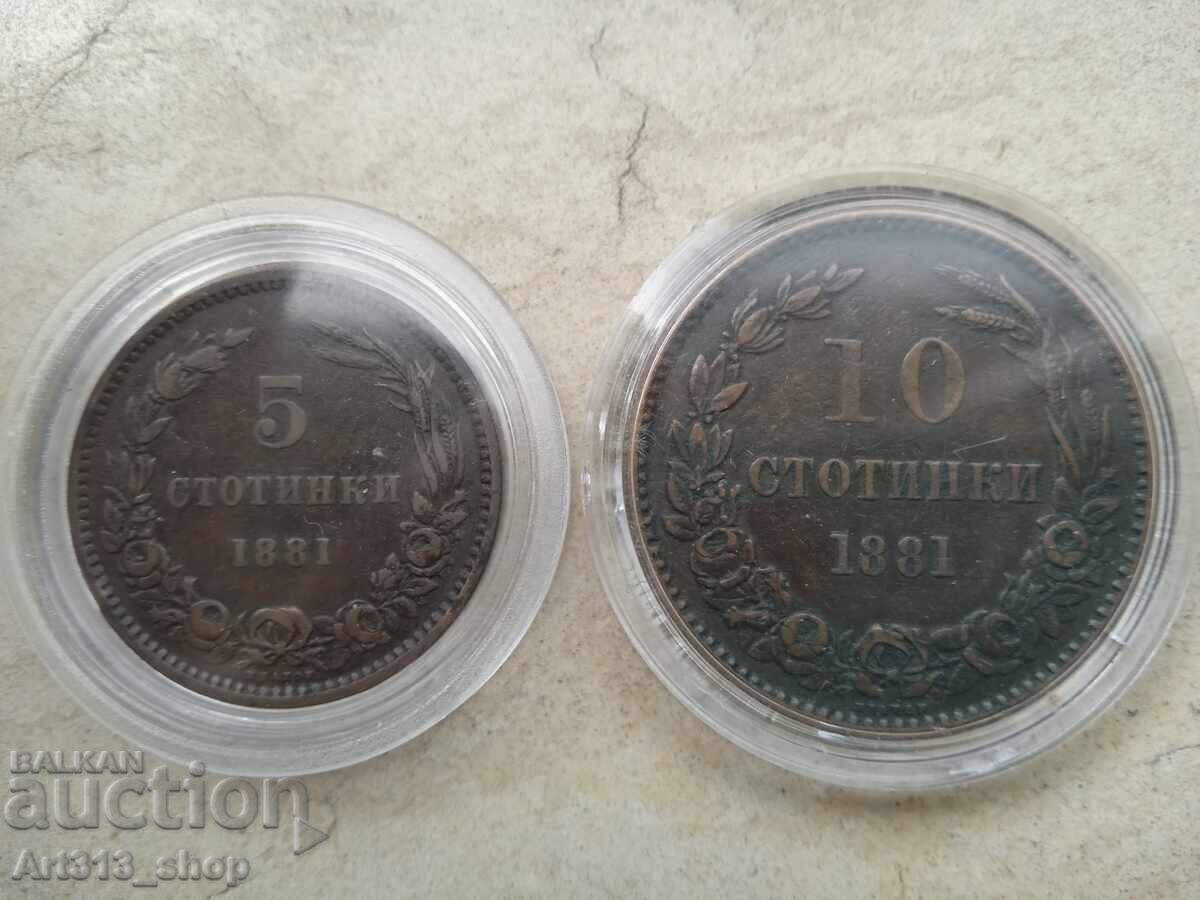 5
СТОТИНКИ
1881
10
СТОТИНКИ
1881
BALKAN
auction
Art313_shop